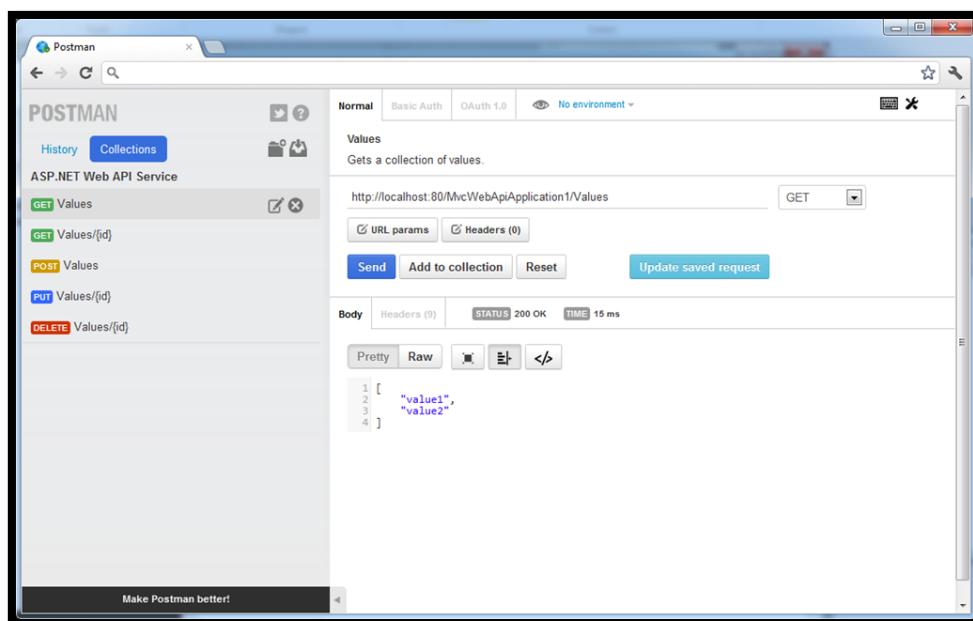 Postman
POSTMAN
History Collections
ASP.NET Web API Service
GET Values
GET Values/{id}
POST Values
PUT Values/{id}
DELETE Values/{id}
Make Postman better!
Normal Basic Auth OAuth 1.0 No environment
Values
Gets a collection of values.
http://localhost:80/MvcWebApiApplication1/Values GET
URL params Headers (0)
Send Add to collection Reset Update saved request
Body Headers (9) STATUS 200 OK TIME 15 ms
Pretty Raw
1 [
2 "value1",
3 "value2"
4 ]